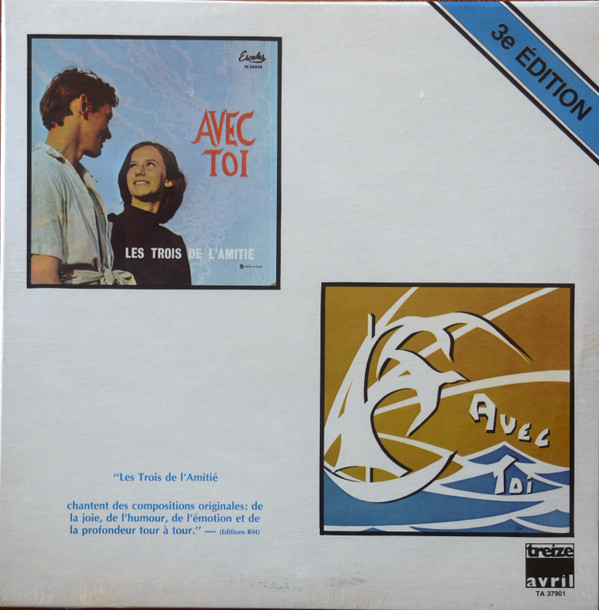 3e ÉDITION
Escales
AVEC
TOI
LES TROIS DE L'AMITIÉ
AVEC
TOI
"Les Trois de l'Amitié
chantent des compositions originales: de
la joie, de l'humour, de l'émotion et de
la profondeur tour à tour." — (Editions RM)
treize
avril
TA 37901